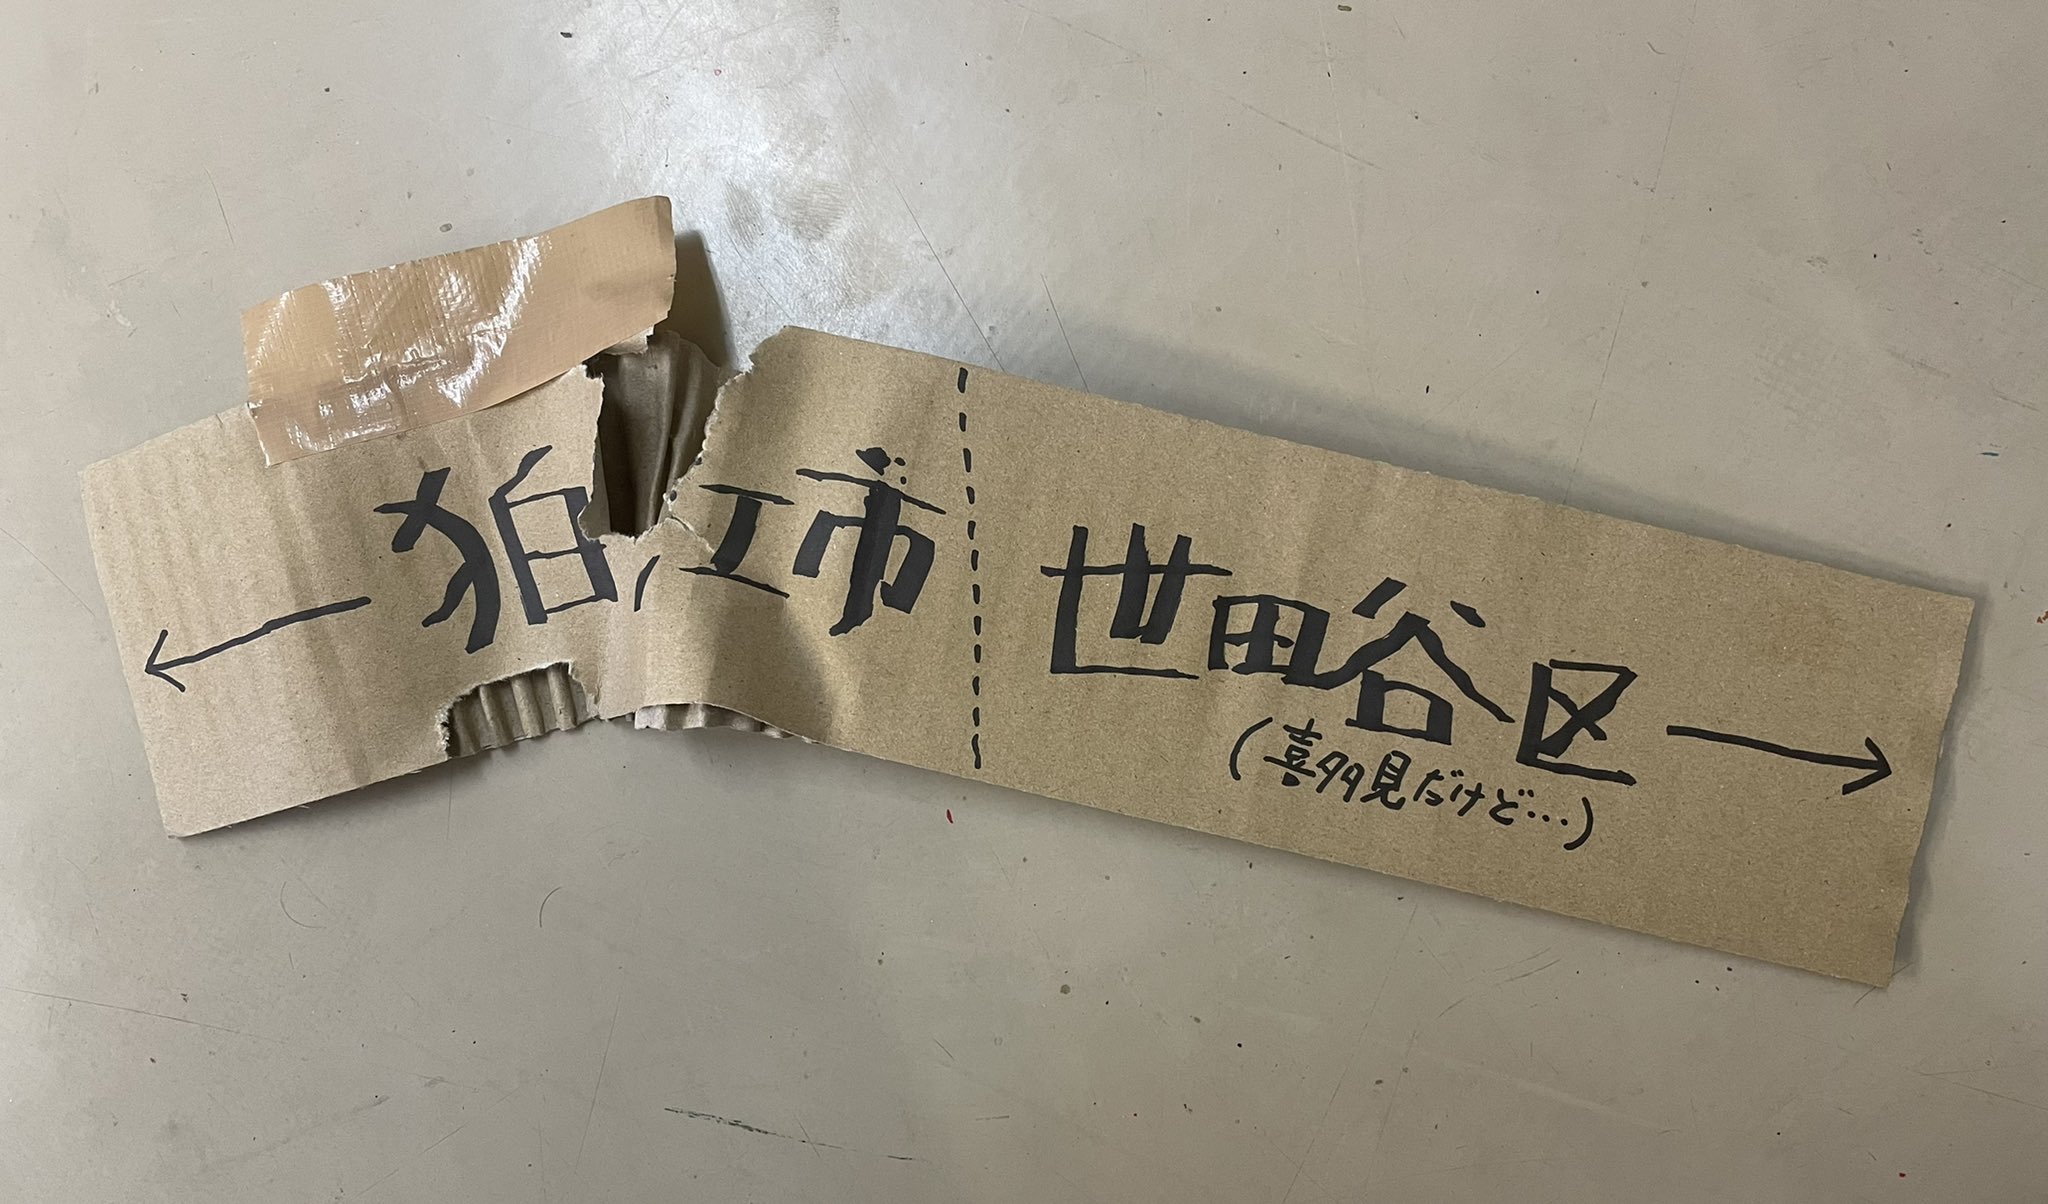 ← 狛江市
世田谷区 →
(喜多見だけど…)